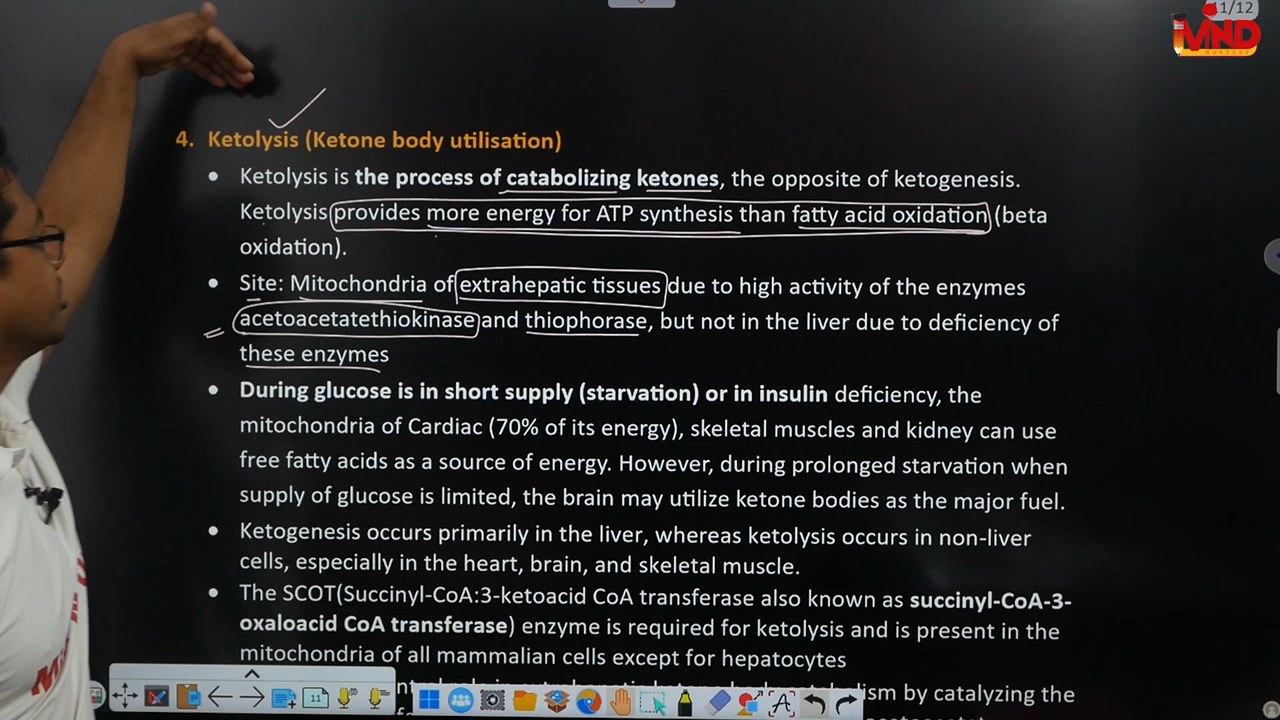 11/12
MND
NURTURE
4. Ketolysis (Ketone body utilisation)
• Ketolysis is the process of catabolizing ketones, the opposite of ketogenesis.
Ketolysis provides more energy for ATP synthesis than fatty acid oxidation (beta
oxidation).
• Site: Mitochondria of extrahepatic tissues due to high activity of the enzymes
acetoacetatethiokinase and thiophorase, but not in the liver due to deficiency of
these enzymes
• During glucose is in short supply (starvation) or in insulin deficiency, the
mitochondria of Cardiac (70% of its energy), skeletal muscles and kidney can use
free fatty acids as a source of energy. However, during prolonged starvation when
supply of glucose is limited, the brain may utilize ketone bodies as the major fuel.
• Ketogenesis occurs primarily in the liver, whereas ketolysis occurs in non-liver
cells, especially in the heart, brain, and skeletal muscle.
• The SCOT(Succinyl-CoA:3-ketoacid CoA transferase also known as succinyl-CoA-3-
oxaloacid CoA transferase) enzyme is required for ketolysis and is present in the
mitochondria of all mammalian cells except for hepatocytes
by catalyzing the
11